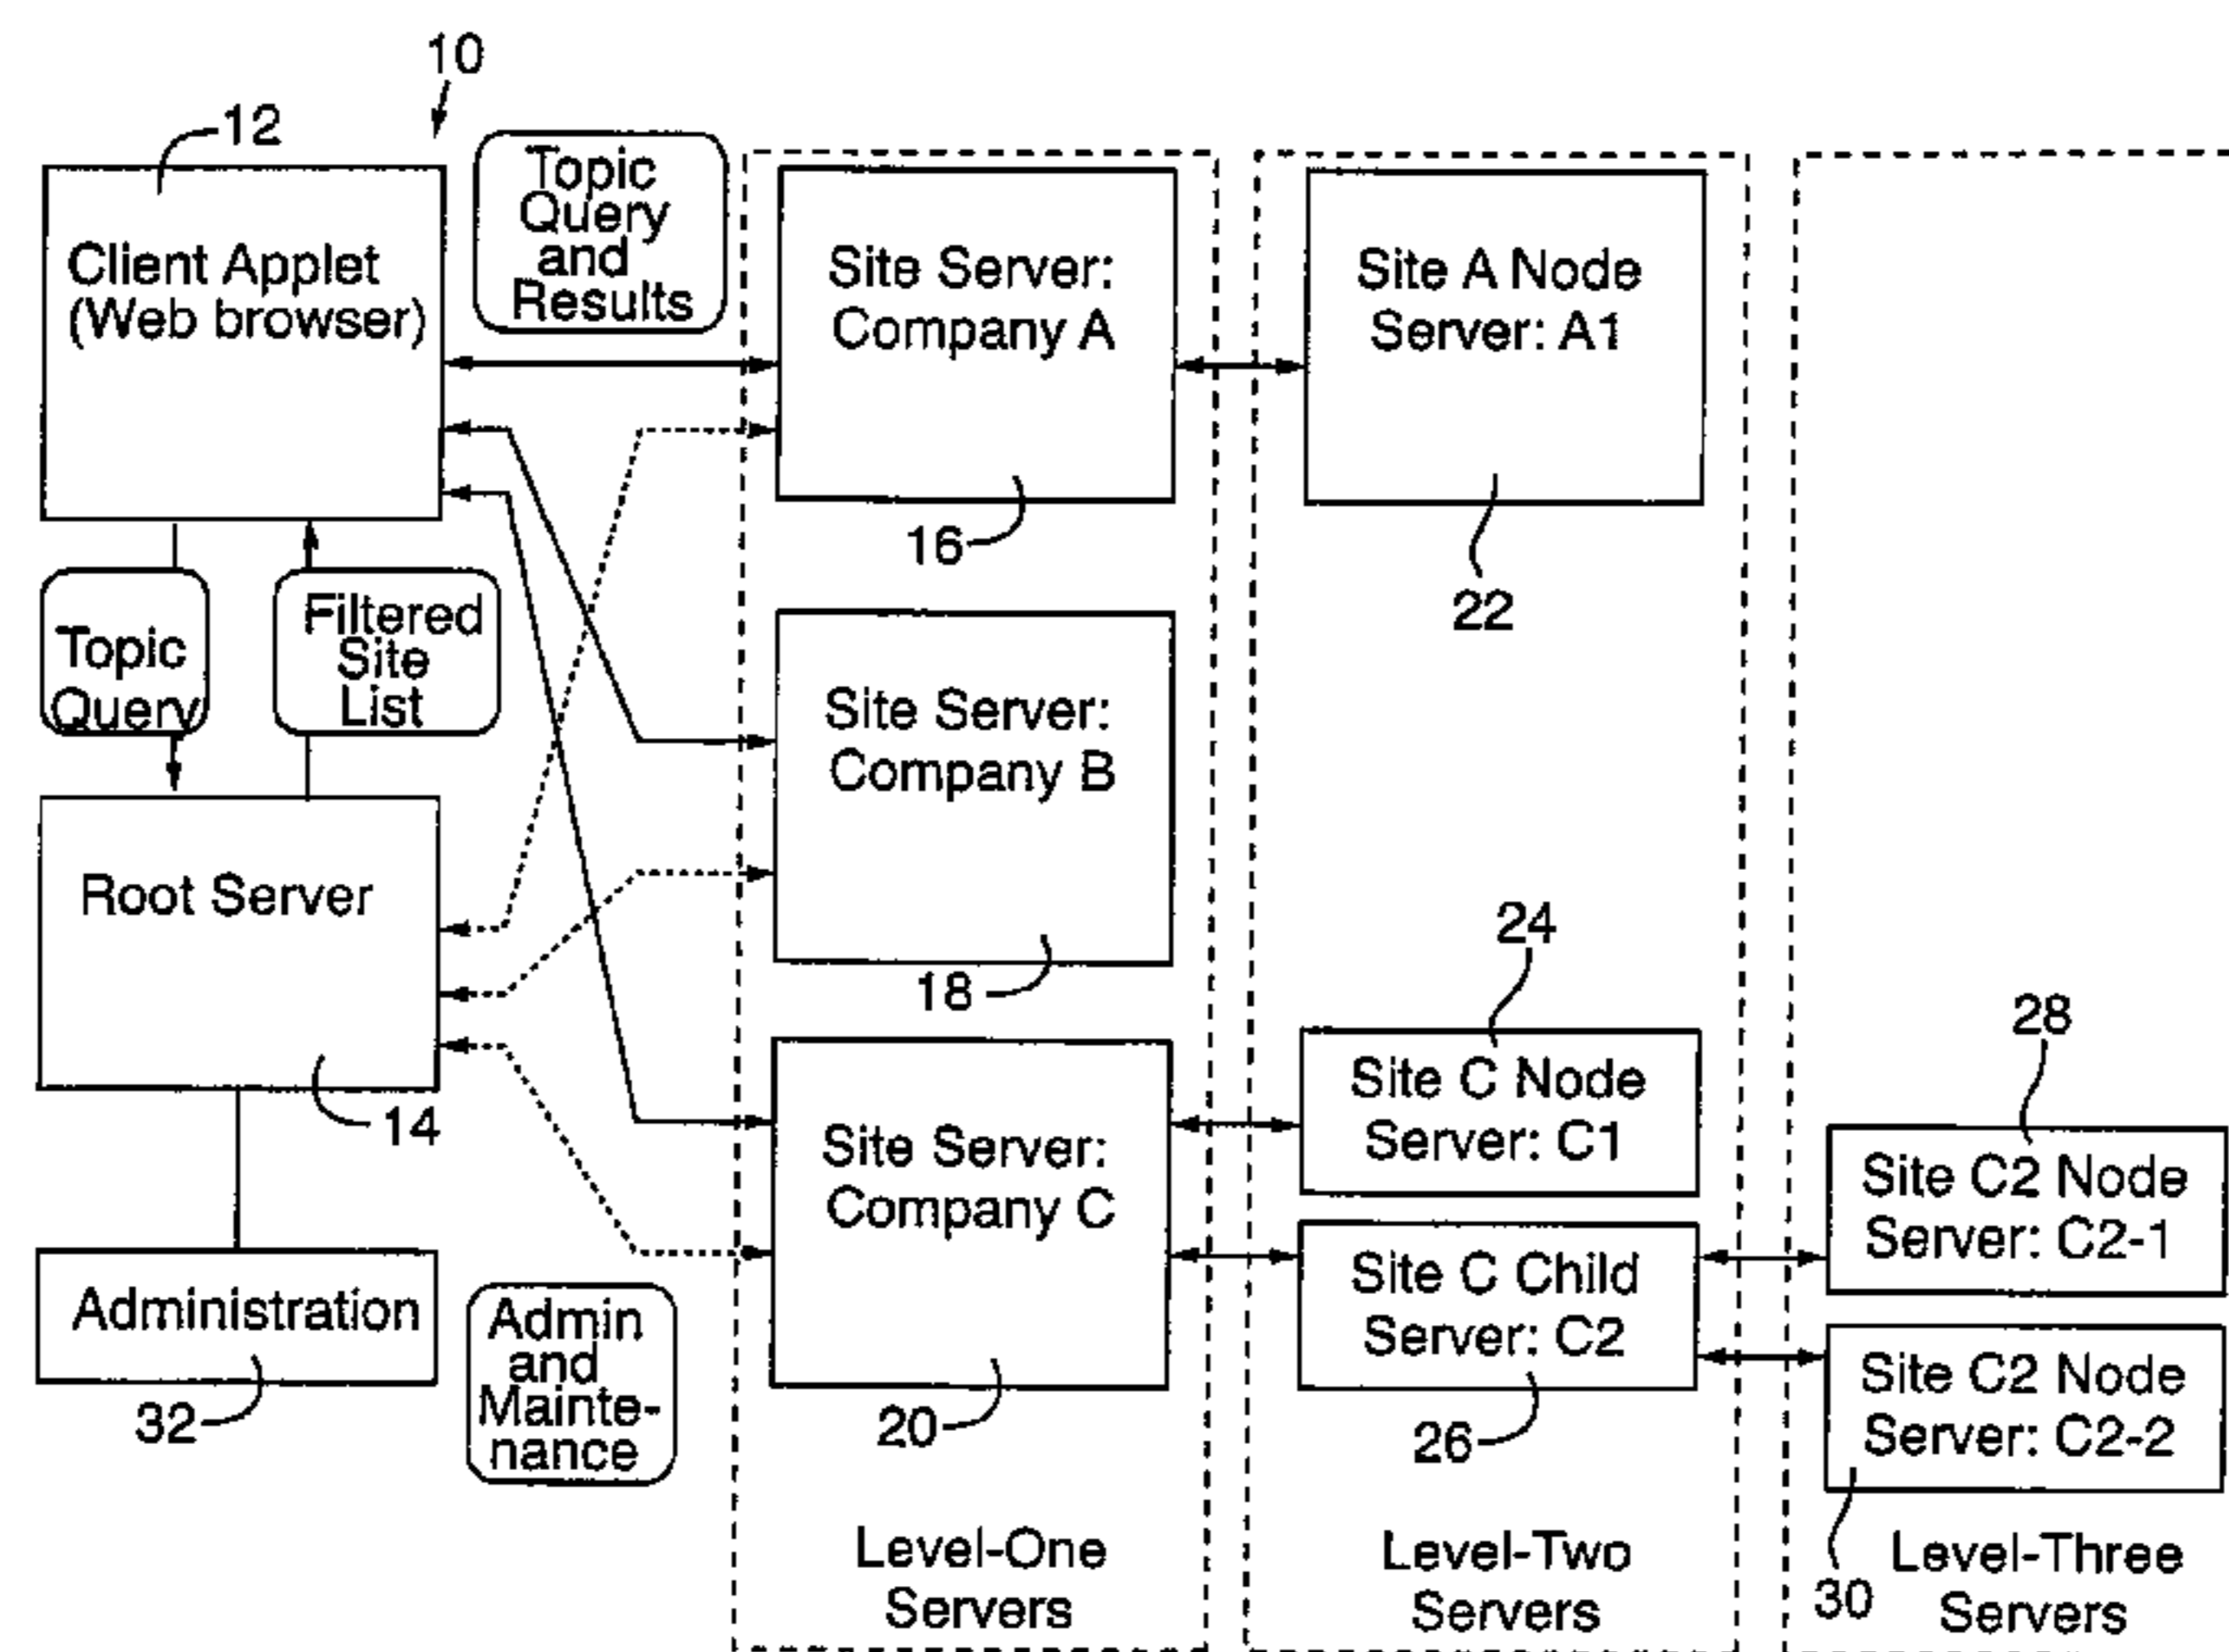 10
12
Client Applet
(Web browser)
Topic
Query
and
Results
Site Server:
Company A
16
Site A Node
Server: A1
22
Topic
Query
Filtered
Site
List
Site Server:
Company B
18
Root Server
14
24
Site C Node
Server: C1
28
Site C2 Node
Server: C2-1
Site Server:
Company C
20
Site C Child
Server: C2
26
Site C2 Node
Server: C2-2
30
Administration
32
Admin
and
Mainte-
nance
Level-One
Servers
Level-Two
Servers
Level-Three
Servers